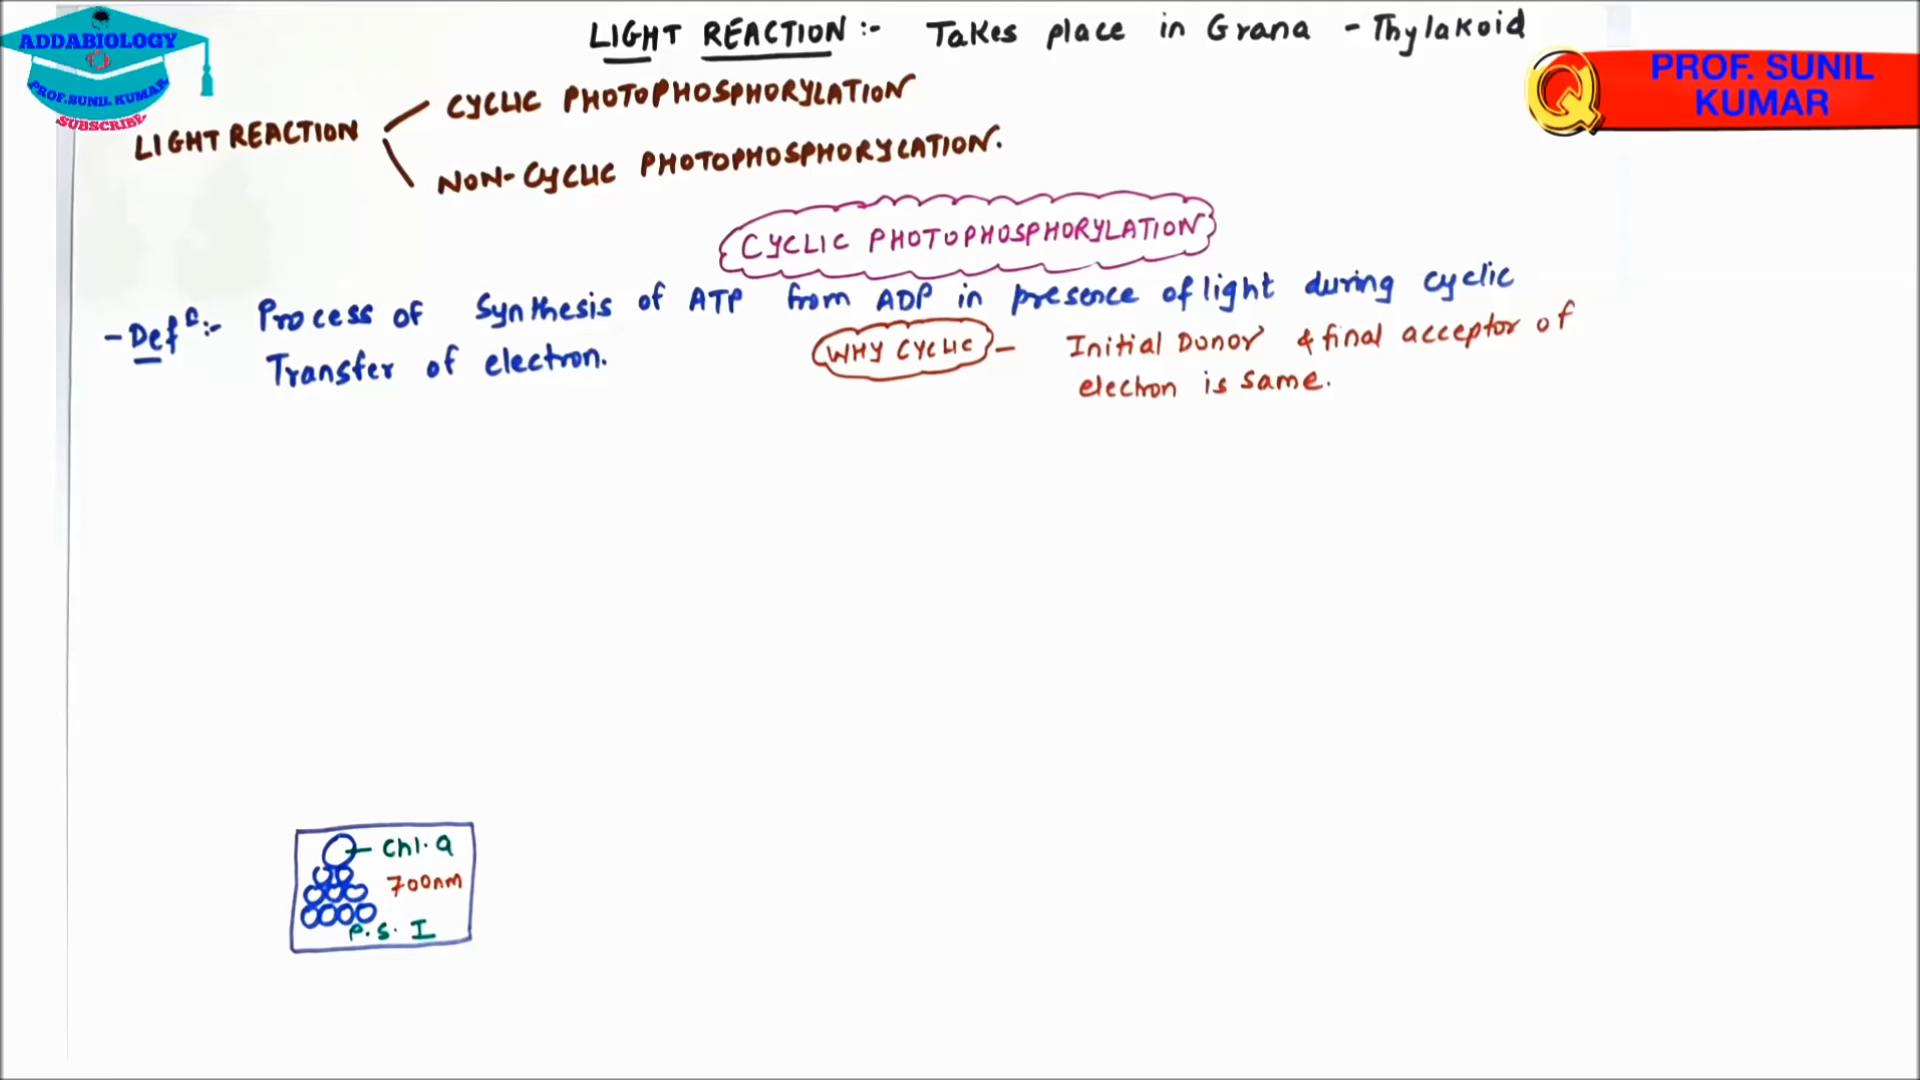 ADDABIOLOGY
PROF.SUNIL KUMAR
SUBSCRIBE
LIGHT REACTION :- Takes place in Grana - Thylakoid
PROF. SUNIL
KUMAR
LIGHT REACTION
CYCLIC PHOTOPHOSPHORYLATION
NON-CYCLIC PHOTOPHOSPHORYLATION.
CYCLIC PHOTOPHOSPHORYLATION
- Defⁿ:- Process of Synthesis of ATP from ADP in presence of light during cyclic
Transfer of electron.
WHY CYCLIC - Initial Donor & final acceptor of
electron is same.
Chl. a
700nm
P.S. I